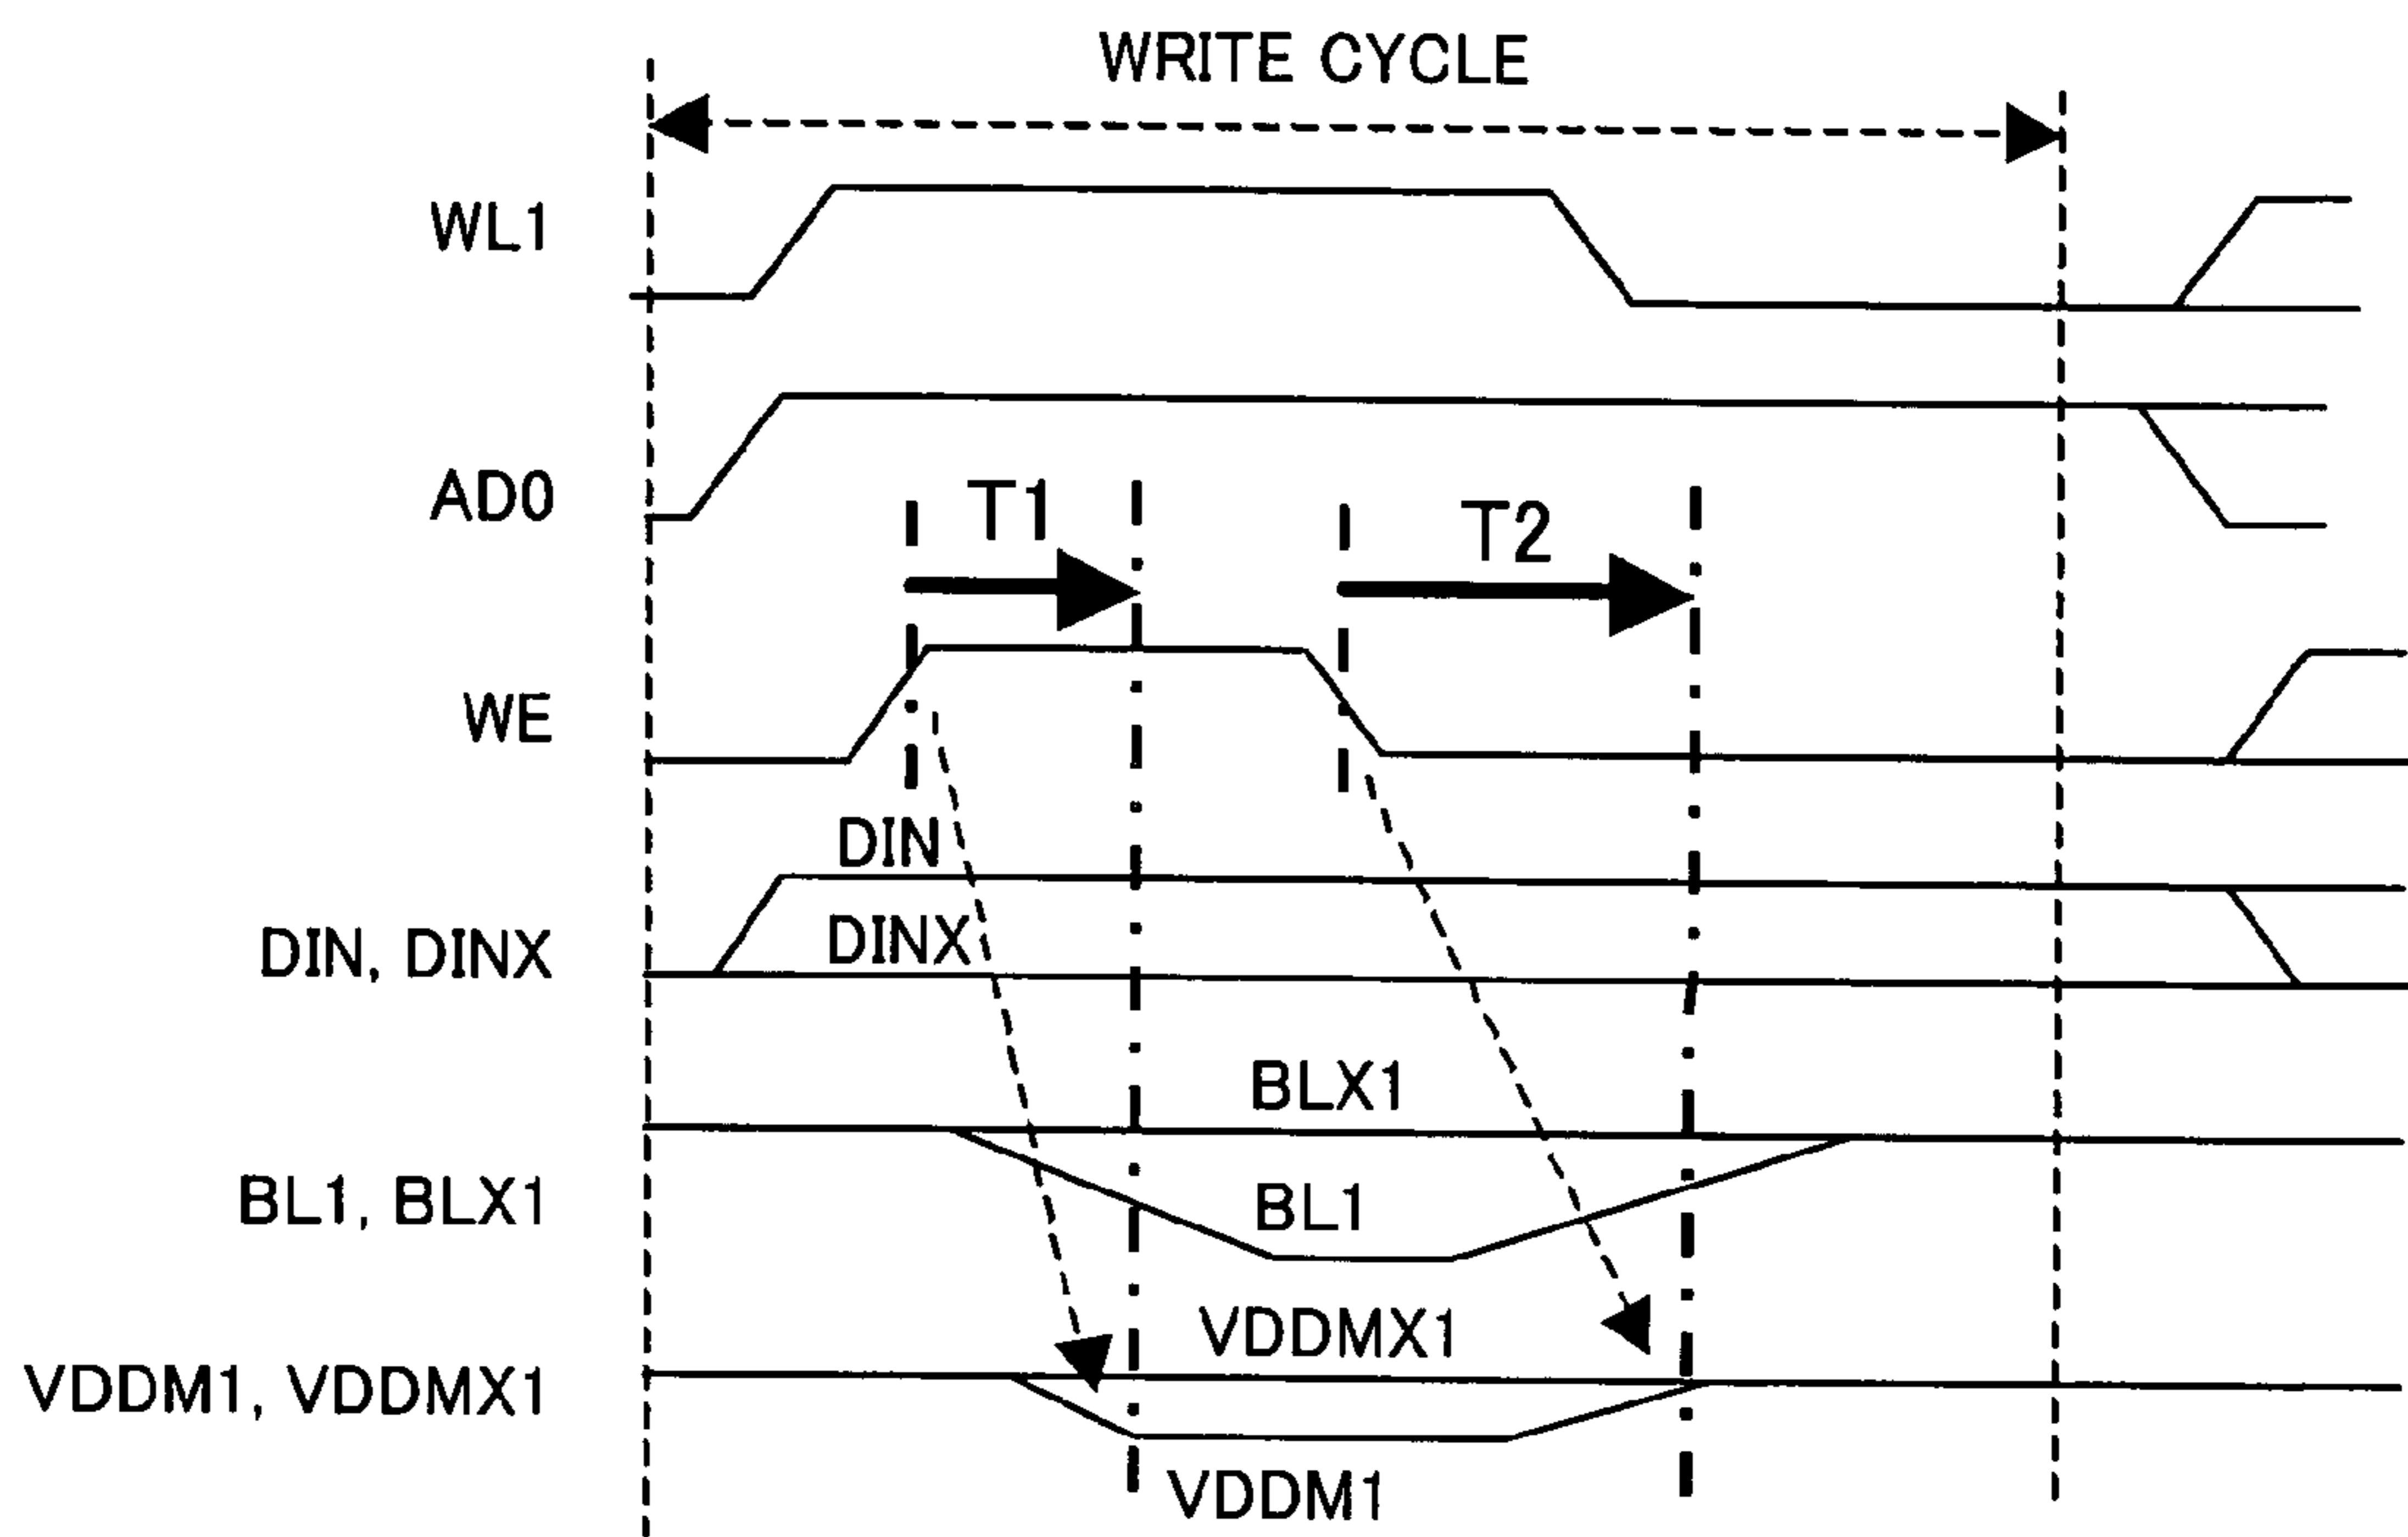 WRITE CYCLE
WL1
AD0
T1
T2
WE
DIN
DIN, DINX
DINX
BLX1
BL1, BLX1
BL1
VDDMX1
VDDM1, VDDMX1
VDDM1